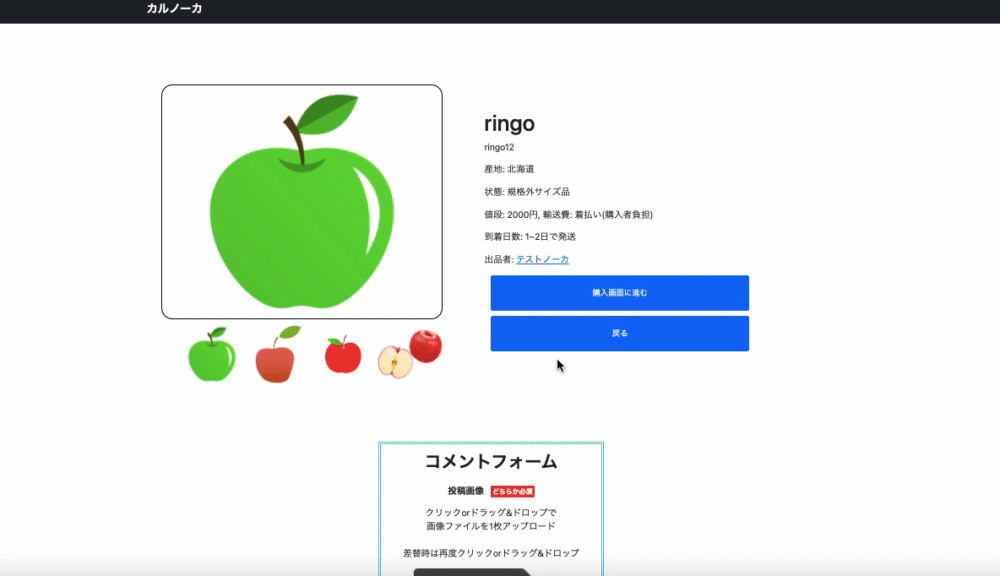 カルノーカ
ringo
ringo12
産地: 北海道
状態: 規格外サイズ品
値段: 2000円, 輸送費: 着払い(購入者負担)
到着日数: 1~2日で発送
出品者: テストノーカ
購入画面に進む
戻る
コメントフォーム
投稿画像 どちらか必須
クリックorドラッグ&ドロップで
画像ファイルを1枚アップロード
差替時は再度クリックorドラッグ&ドロップ